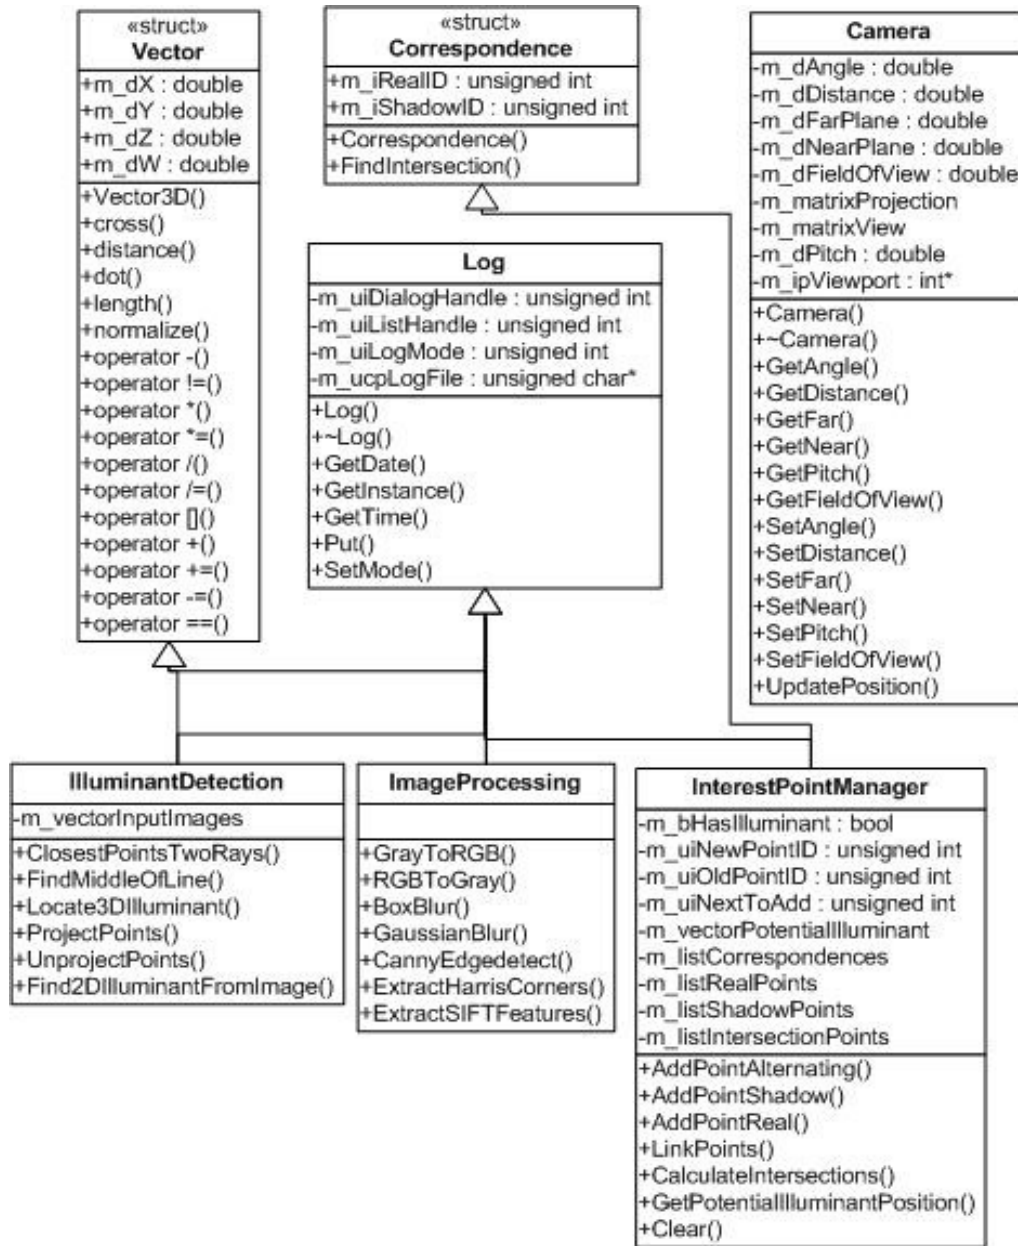 «struct»
Vector
+m_dX : double
+m_dY : double
+m_dZ : double
+m_dW : double
+Vector3D()
+cross()
+distance()
+dot()
+length()
+normalize()
+operator -()
+operator !=()
+operator *()
+operator *=()
+operator /()
+operator /=()
+operator []()
+operator +()
+operator +=()
+operator -=()
+operator ==()
«struct»
Correspondence
+m_iRealID : unsigned int
+m_iShadowID : unsigned int
+Correspondence()
+FindIntersection()
Log
-m_uiDialogHandle : unsigned int
-m_uiListHandle : unsigned int
-m_uiLogMode : unsigned int
-m_ucpLogFile : unsigned char*
+Log()
+~Log()
+GetDate()
+GetInstance()
+GetTime()
+Put()
+SetMode()
Camera
-m_dAngle : double
-m_dDistance : double
-m_dFarPlane : double
-m_dNearPlane : double
-m_dFieldOfView : double
-m_matrixProjection
-m_matrixView
-m_dPitch : double
-m_ipViewport : int*
+Camera()
+~Camera()
+GetAngle()
+GetDistance()
+GetFar()
+GetNear()
+GetPitch()
+GetFieldOfView()
+SetAngle()
+SetDistance()
+SetFar()
+SetNear()
+SetPitch()
+SetFieldOfView()
+UpdatePosition()
IlluminantDetection
-m_vectorInputImages
+ClosestPointsTwoRays()
+FindMiddleOfLine()
+Locate3DIlluminant()
+ProjectPoints()
+UnprojectPoints()
+Find2DIlluminantFromImage()
ImageProcessing
+GrayToRGB()
+RGBToGray()
+BoxBlur()
+GaussianBlur()
+CannyEdgedetect()
+ExtractHarrisCorners()
+ExtractSIFTFeatures()
InterestPointManager
-m_bHasIlluminant : bool
-m_uiNewPointID : unsigned int
-m_uiOldPointID : unsigned int
-m_uiNextToAdd : unsigned int
-m_vectorPotentialIlluminant
-m_listCorrespondences
-m_listRealPoints
-m_listShadowPoints
-m_listIntersectionPoints
+AddPointAlternating()
+AddPointShadow()
+AddPointReal()
+LinkPoints()
+CalculateIntersections()
+GetPotentialIlluminantPosition()
+Clear()